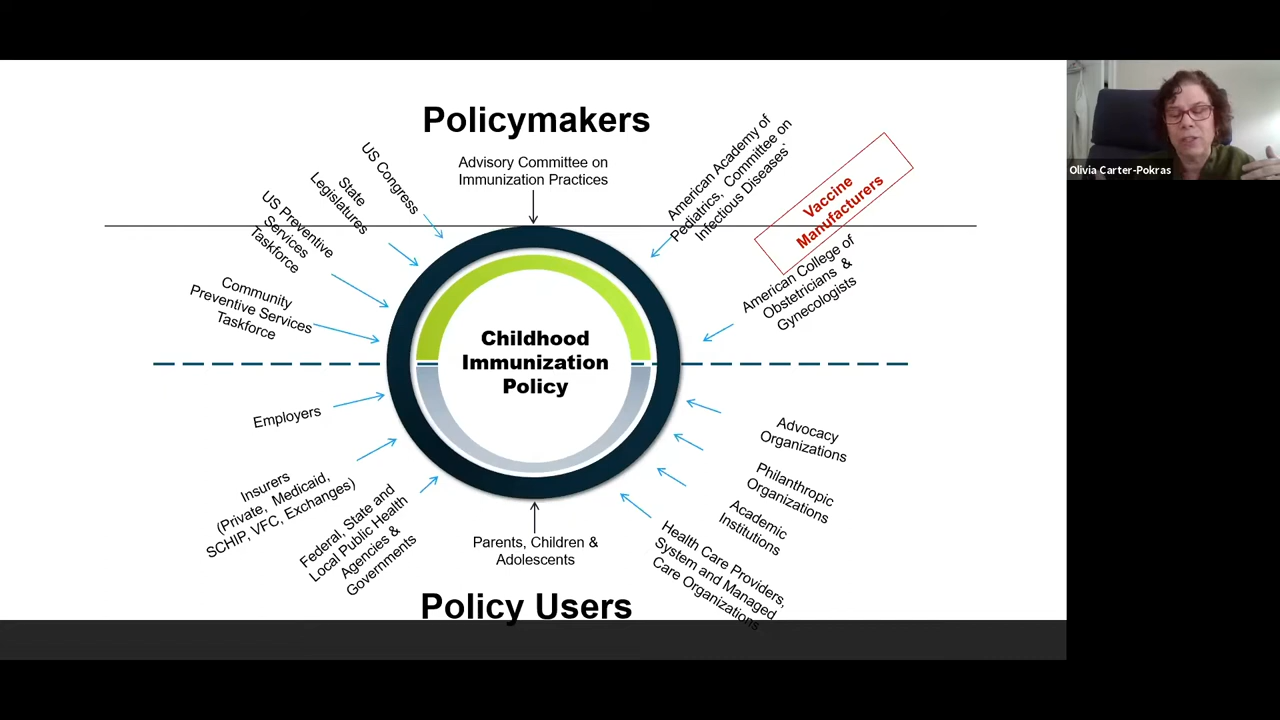 Policymakers
Advisory Committee on
Immunization Practices
US Congress
State
Legislatures
US Preventive
Services
Taskforce
Community
Preventive Services
Taskforce
American Academy of
Pediatrics, Committee on
Infectious Diseases`
Vaccine
Manufacturers
American College of
Obstetricians &
Gynecologists
Olivia Carter-Pokras
Childhood
Immunization
Policy
Employers
Insurers
(Private, Medicaid,
SCHIP, VFC, Exchanges)
Federal, State and
Local Public Health
Agencies &
Governments
Parents, Children &
Adolescents
Advocacy
Organizations
Philanthropic
Organizations
Academic
Institutions
Health Care Providers,
System and Managed
Care Organizations
Policy Users